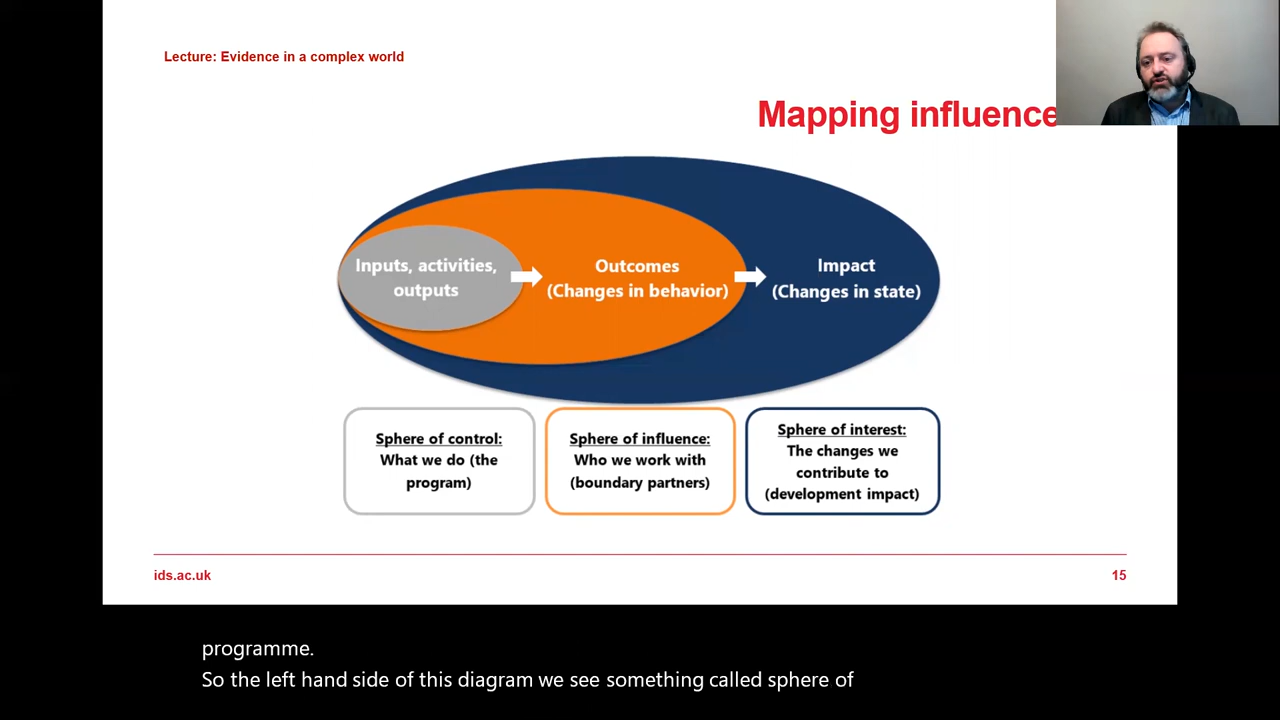 Lecture: Evidence in a complex world
Mapping influence
Inputs, activities,
outputs
Outcomes
(Changes in behavior)
Impact
(Changes in state)
Sphere of control:
What we do (the
program)
Sphere of influence:
Who we work with
(boundary partners)
Sphere of interest:
The changes we
contribute to
(development impact)
ids.ac.uk
15
programme.
So the left hand side of this diagram we see something called sphere of